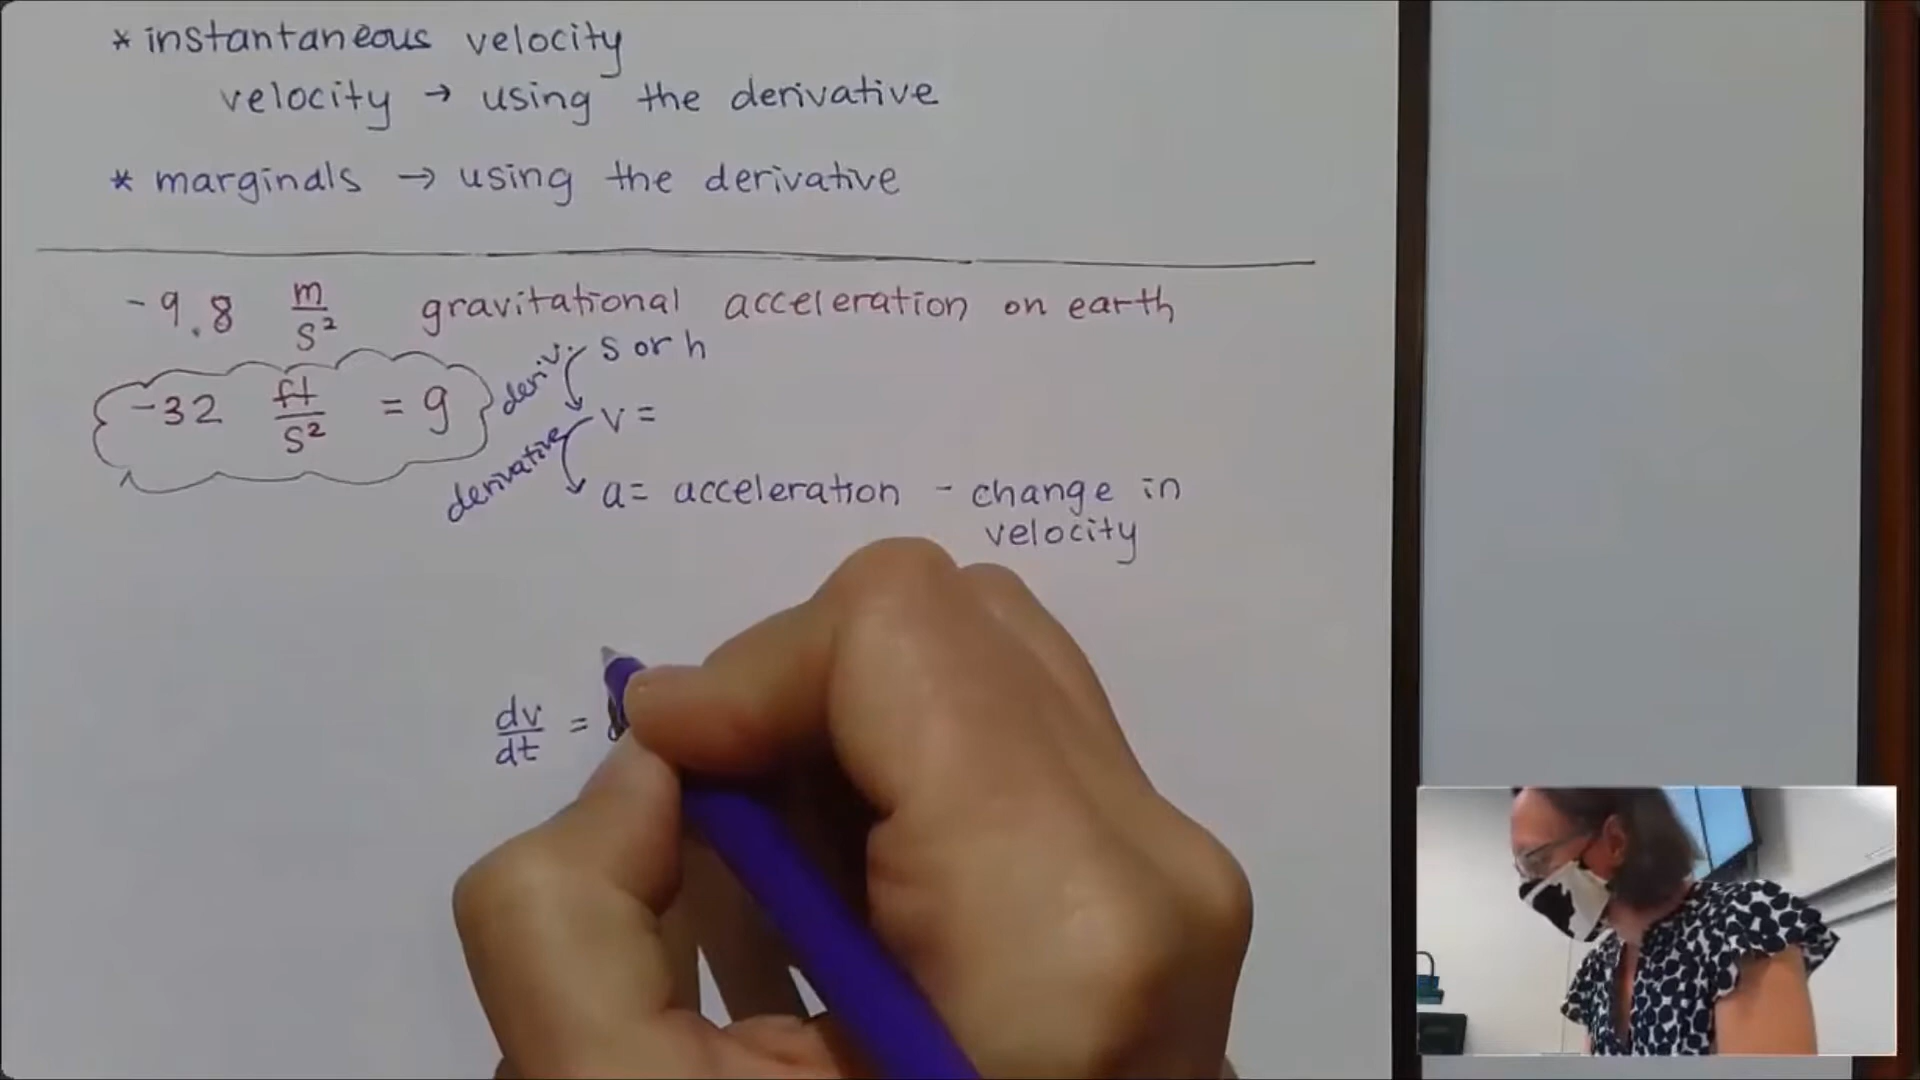 * instantaneous velocity
velocity → using the derivative
* marginals → using the derivative
-9.8 m/s² gravitational acceleration on earth
-32 ft/s² = g
deriv. s or h
v =
derivative
a = acceleration - change in
velocity
dv/dt =